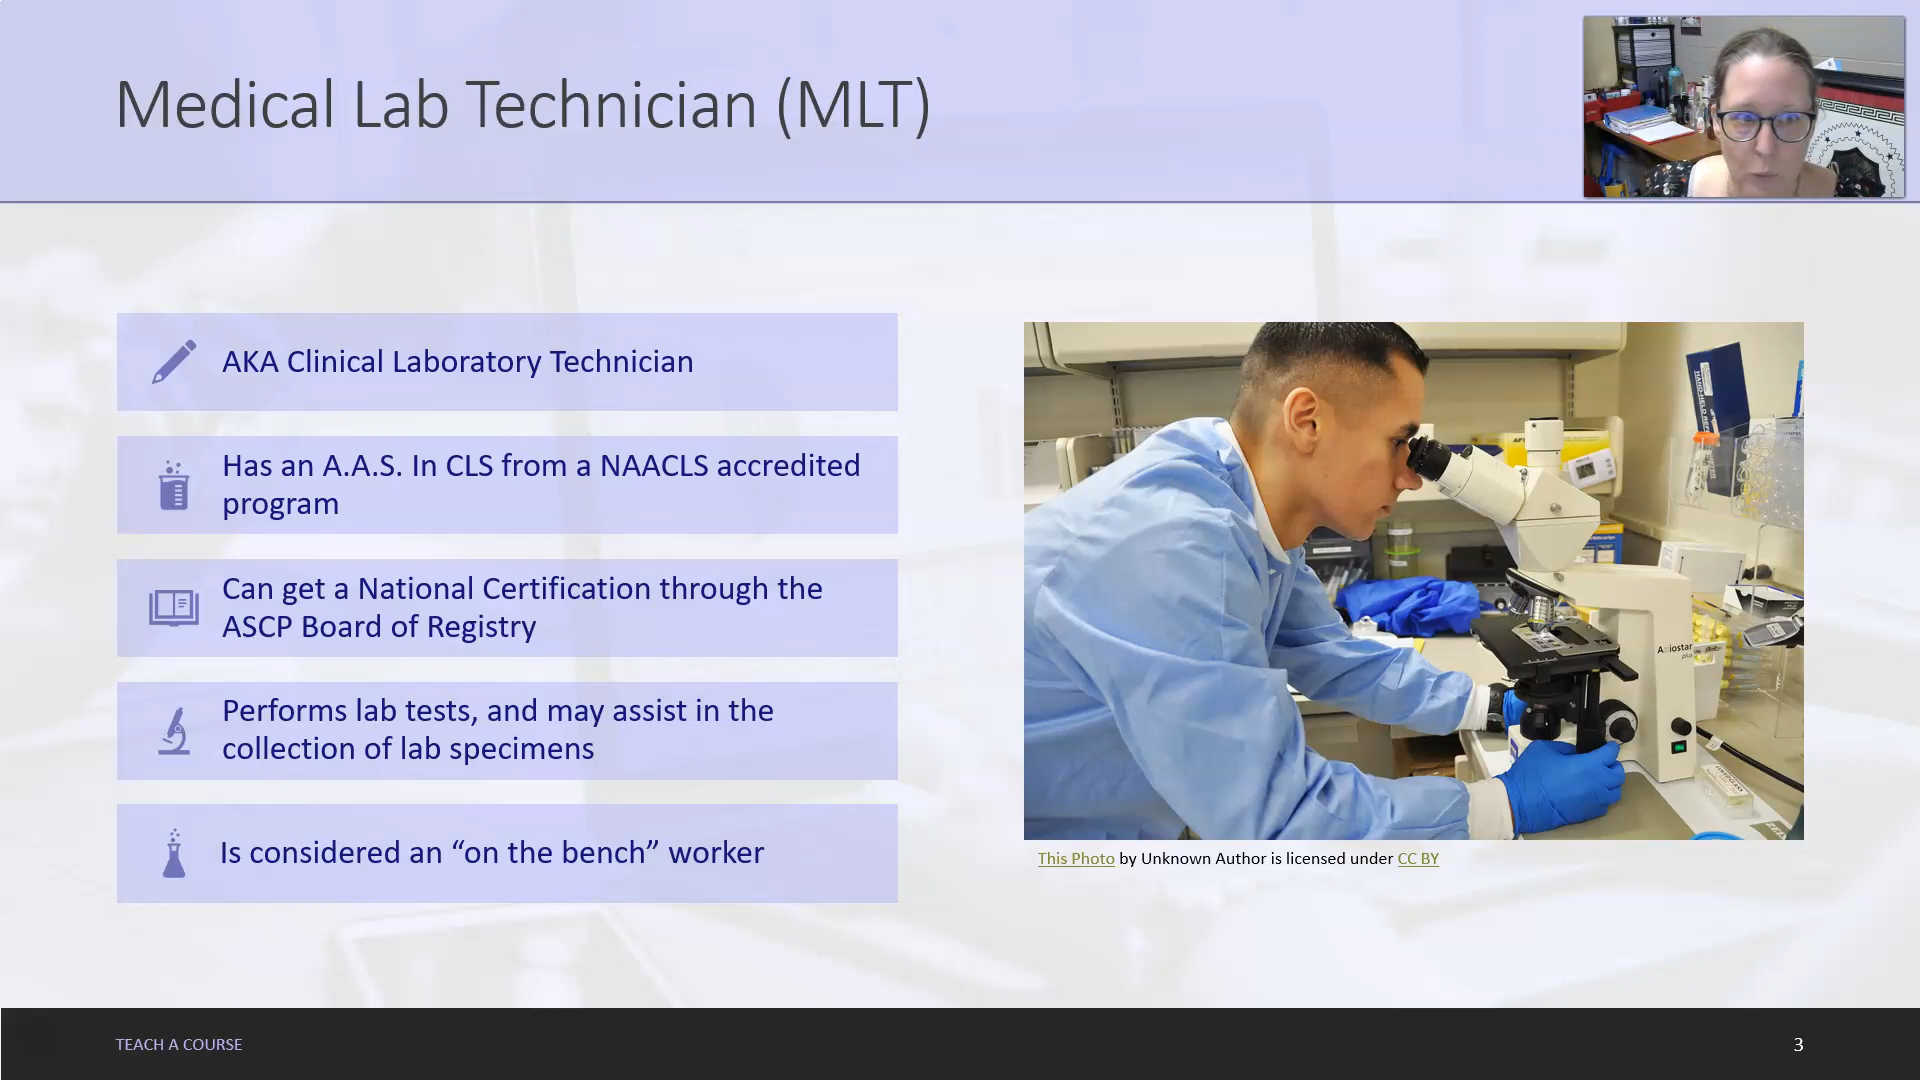 Medical Lab Technician (MLT)
AKA Clinical Laboratory Technician
Has an A.A.S. In CLS from a NAACLS accredited
program
Can get a National Certification through the
ASCP Board of Registry
Performs lab tests, and may assist in the
collection of lab specimens
Is considered an “on the bench” worker
Axiostar
plus
This Photo by Unknown Author is licensed under CC BY
TEACH A COURSE
3